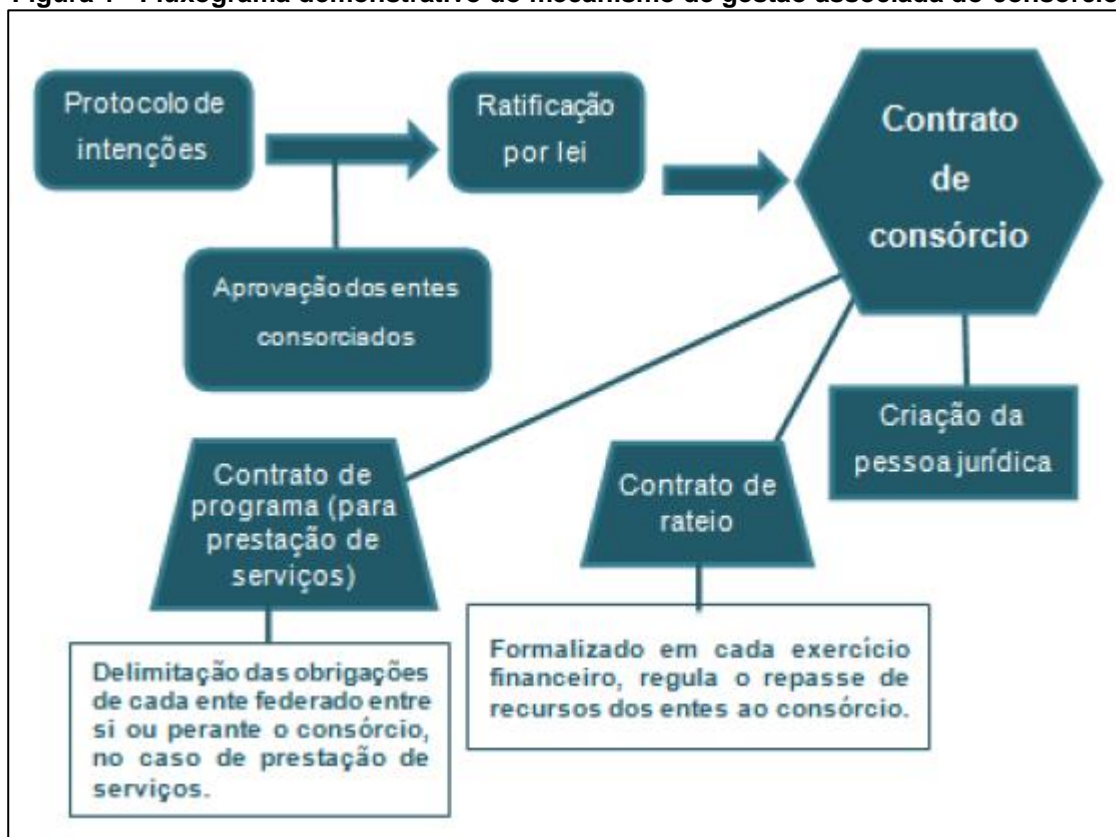 Protocolo de
intenções
Ratificação
por lei
Contrato
de
consórcio
Aprovação dos entes
consorciados
Criação da
pessoa jurídica
Contrato de
programa (para
prestação de
serviços)
Contrato de
rateio
Delimitação das obrigações
de cada ente federado entre
si ou perante o consórcio,
no caso de prestação de
serviços.
Formalizado em cada exercício
financeiro, regula o repasse de
recursos dos entes ao consórcio.